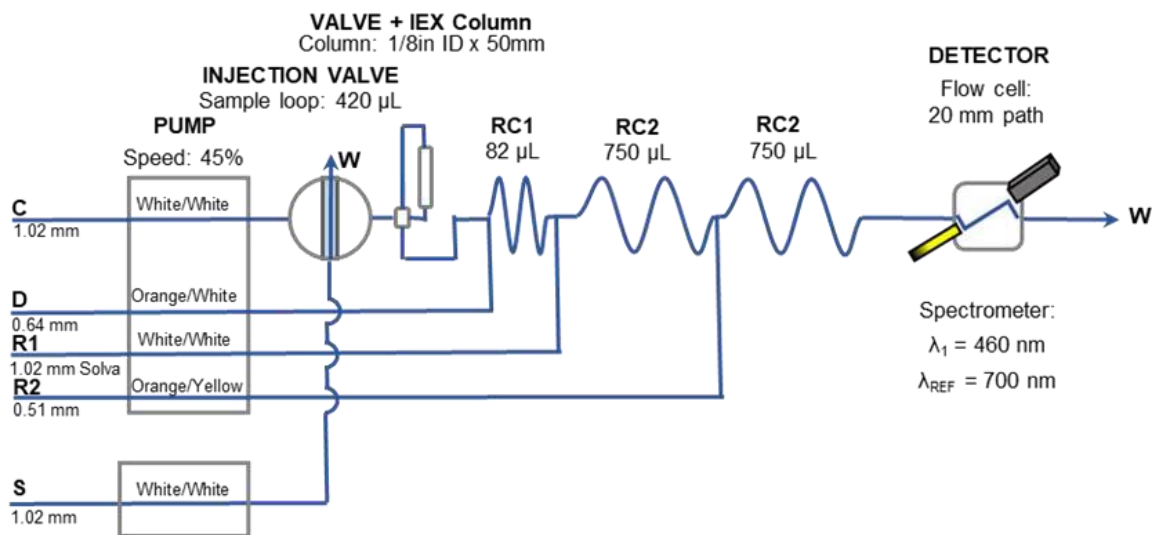 VALVE + IEX Column
Column: 1/8in ID x 50mm
INJECTION VALVE
Sample loop: 420 µL
PUMP
Speed: 45%
W
RC1
82 µL
RC2
750 µL
RC2
750 µL
DETECTOR
Flow cell:
20 mm path
C
1.02 mm
White/White
W
D
0.64 mm
Orange/White
R1
1.02 mm Solva
White/White
R2
0.51 mm
Orange/Yellow
Spectrometer:
λ1 = 460 nm
λREF = 700 nm
S
1.02 mm
White/White